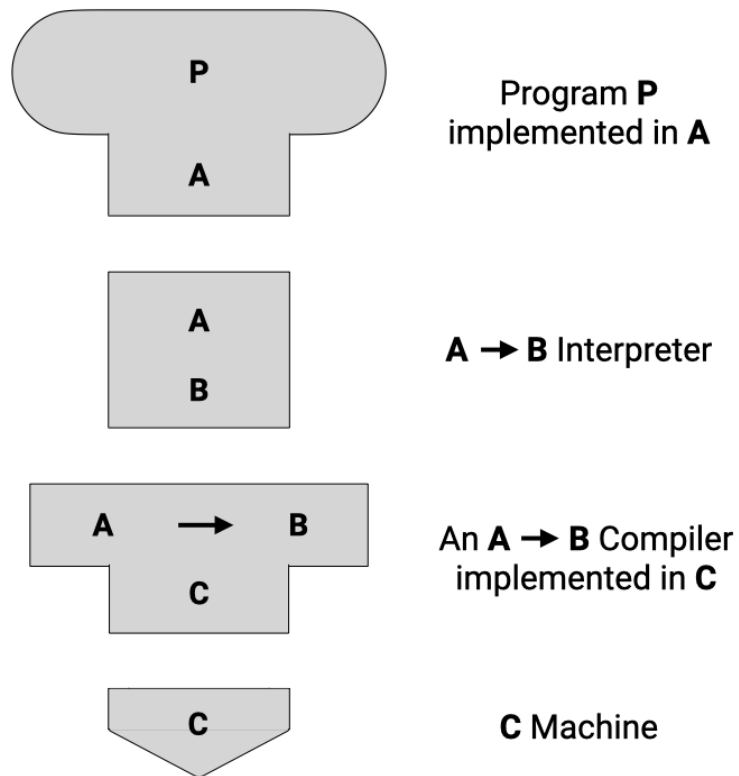 P
A
Program P
implemented in A
A
B
A → B Interpreter
A → B
C
An A → B Compiler
implemented in C
C
C Machine